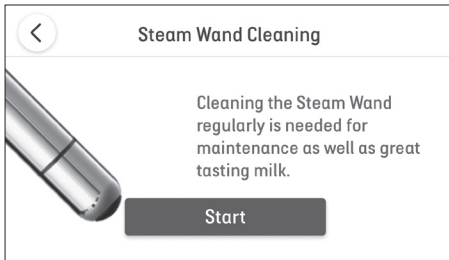 Steam Wand Cleaning
Cleaning the Steam Wand
regularly is needed for
maintenance as well as great
tasting milk.
Start